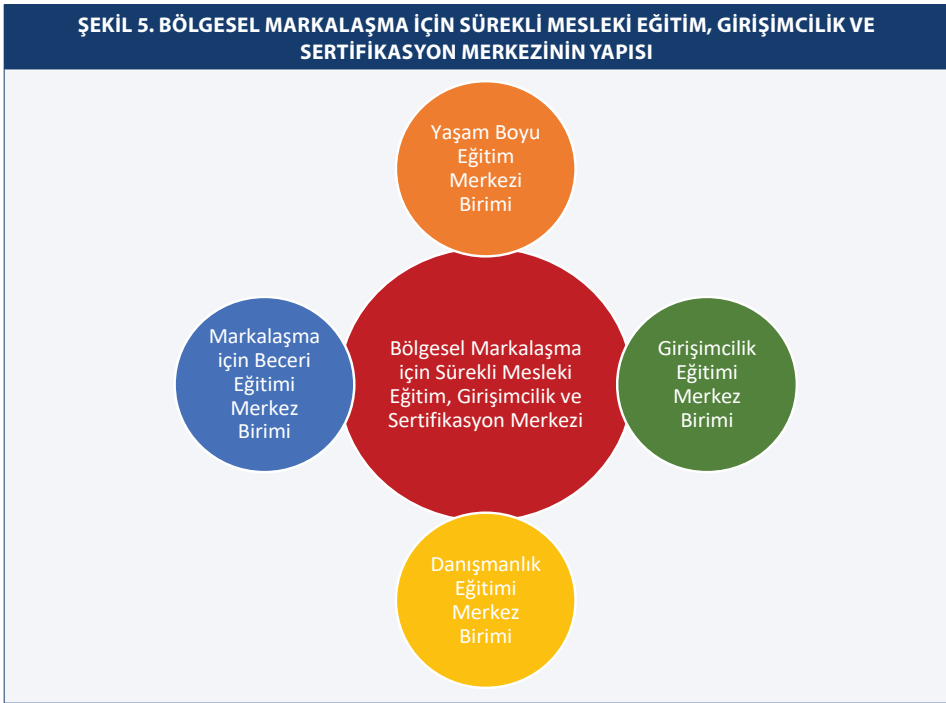 ŞEKİL 5. BÖLGESEL MARKALAŞMA İÇİN SÜREKLİ MESLEKİ EĞİTİM, GİRİŞİMCİLİK VE
SERTİFİKASYON MERKEZİNİN YAPISI
Yaşam Boyu
Eğitim
Merkezi
Birimi
Markalaşma
için Beceri
Eğitimi
Merkez
Birimi
Bölgesel Markalaşma
için Sürekli Mesleki
Eğitim, Girişimcilik ve
Sertifikasyon Merkezi
Girişimcilik
Eğitimi
Merkez
Birimi
Danışmanlık
Eğitimi
Merkez
Birimi